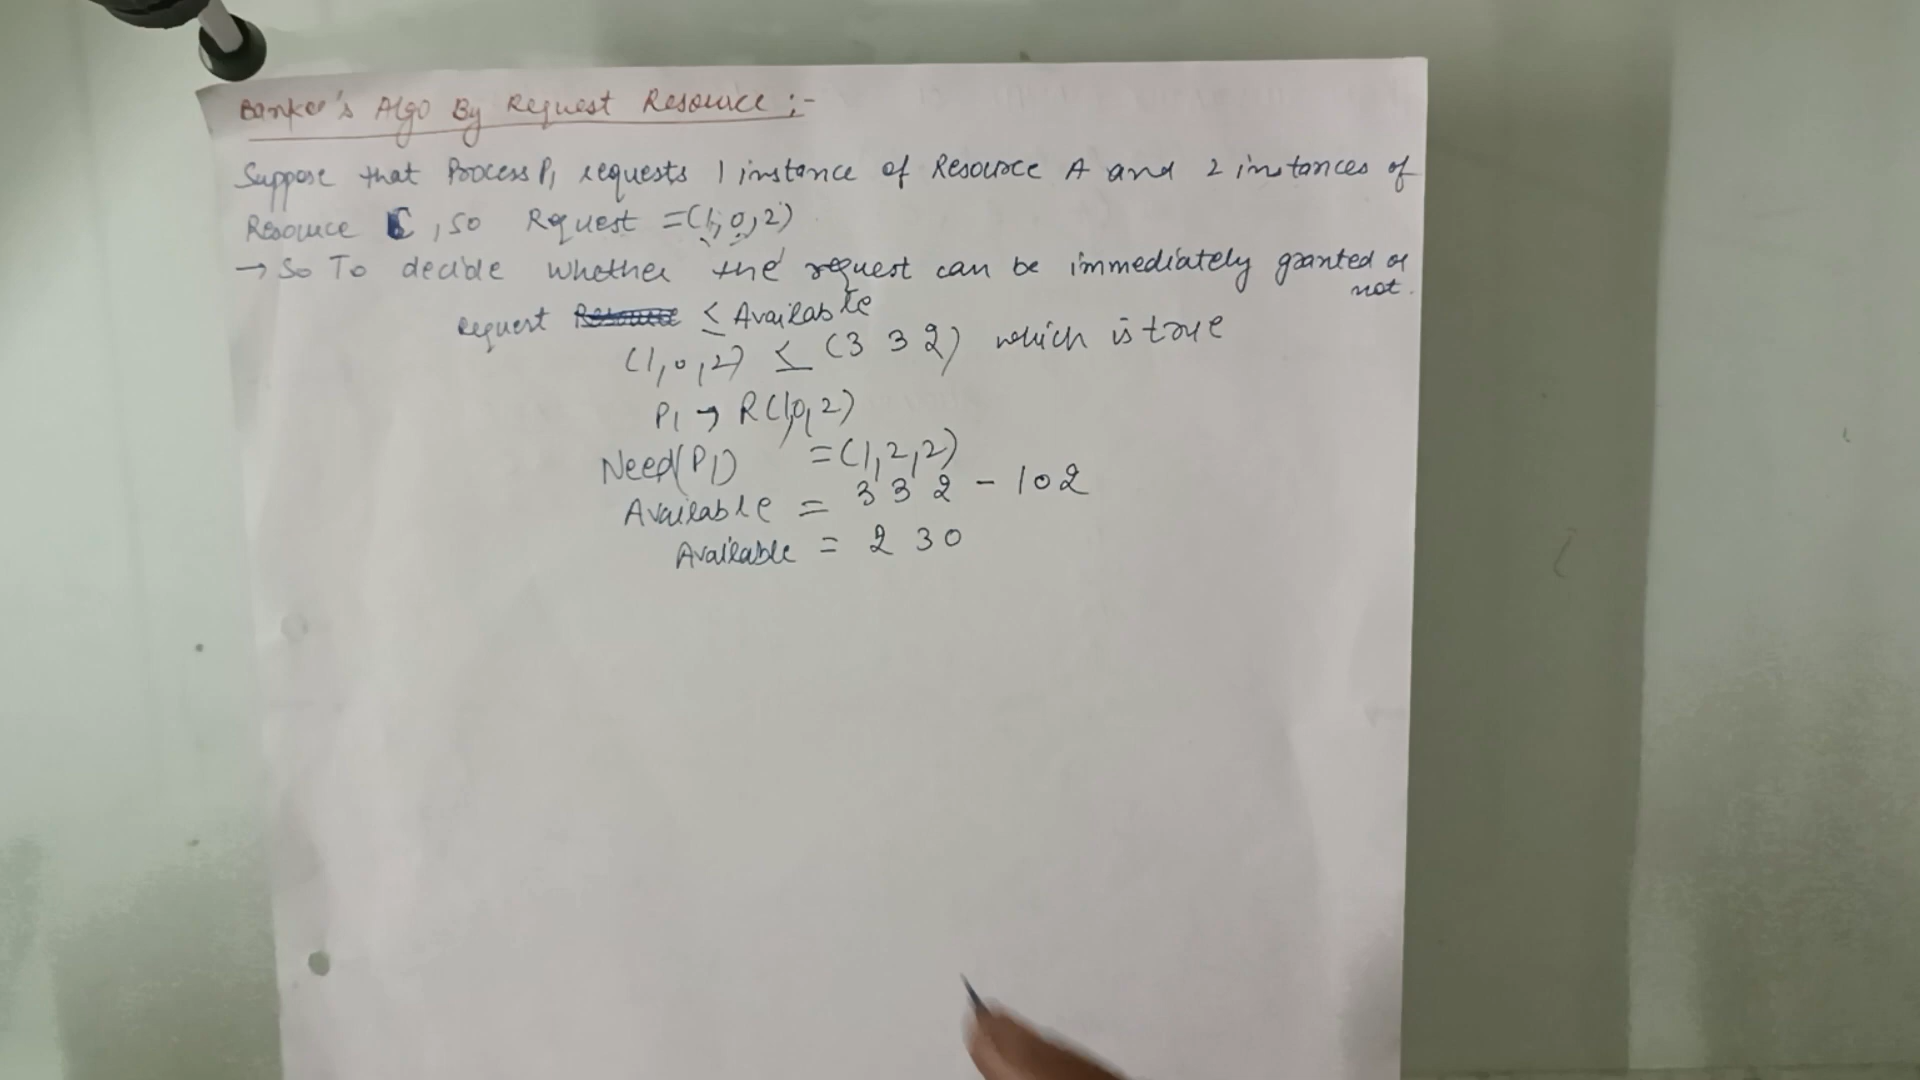 Banker's Algo By Request Resource :-
Suppose that Process P1 requests 1 instance of Resource A and 2 instances of
Resource C, so Request = (1, 0, 2)
→ So To decide whether the request can be immediately granted or
not.
request ≤ Available
(1, 0, 2) ≤ (3 3 2) which is true
P1 → R(1,0,2)
Need(P1) = (1, 2, 2)
Available = 3 3 2 - 1 0 2
Available = 2 3 0